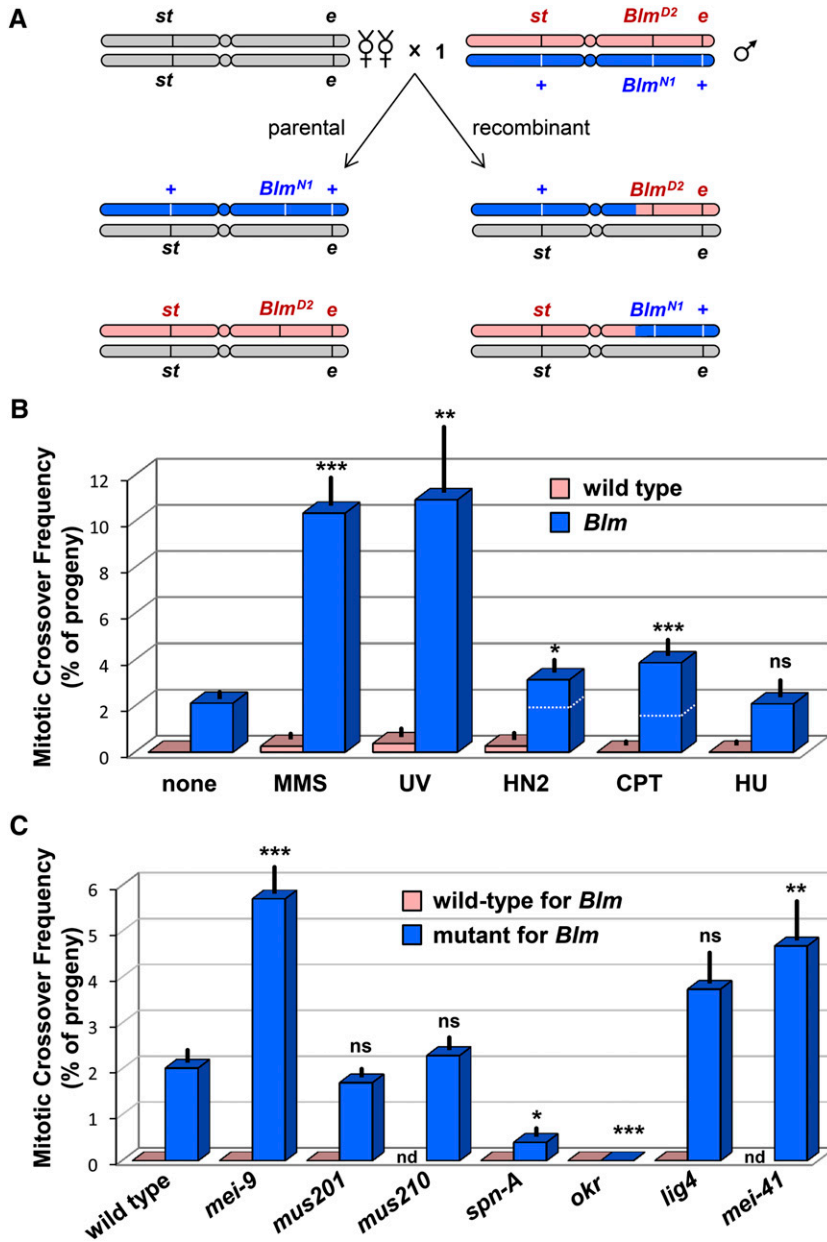 A
st e
st Blm^D2 e
x 1
st e
+ Blm^N1 +
parental recombinant
+ Blm^N1 +
+ Blm^D2 e
st e
st e
st Blm^D2 e
st Blm^N1 +
st e
st e
B
Mitotic Crossover Frequency
(% of progeny)
12
10
8
6
4
2
0
***
**
*
***
ns
wild type
Blm
none MMS UV HN2 CPT HU
C
Mitotic Crossover Frequency
(% of progeny)
6
5
4
3
2
1
0
***
ns
ns
*
***
ns
**
wild-type for Blm
mutant for Blm
nd
nd
wild type mei-9 mus201 mus210 spn-A okr lig4 mei-41